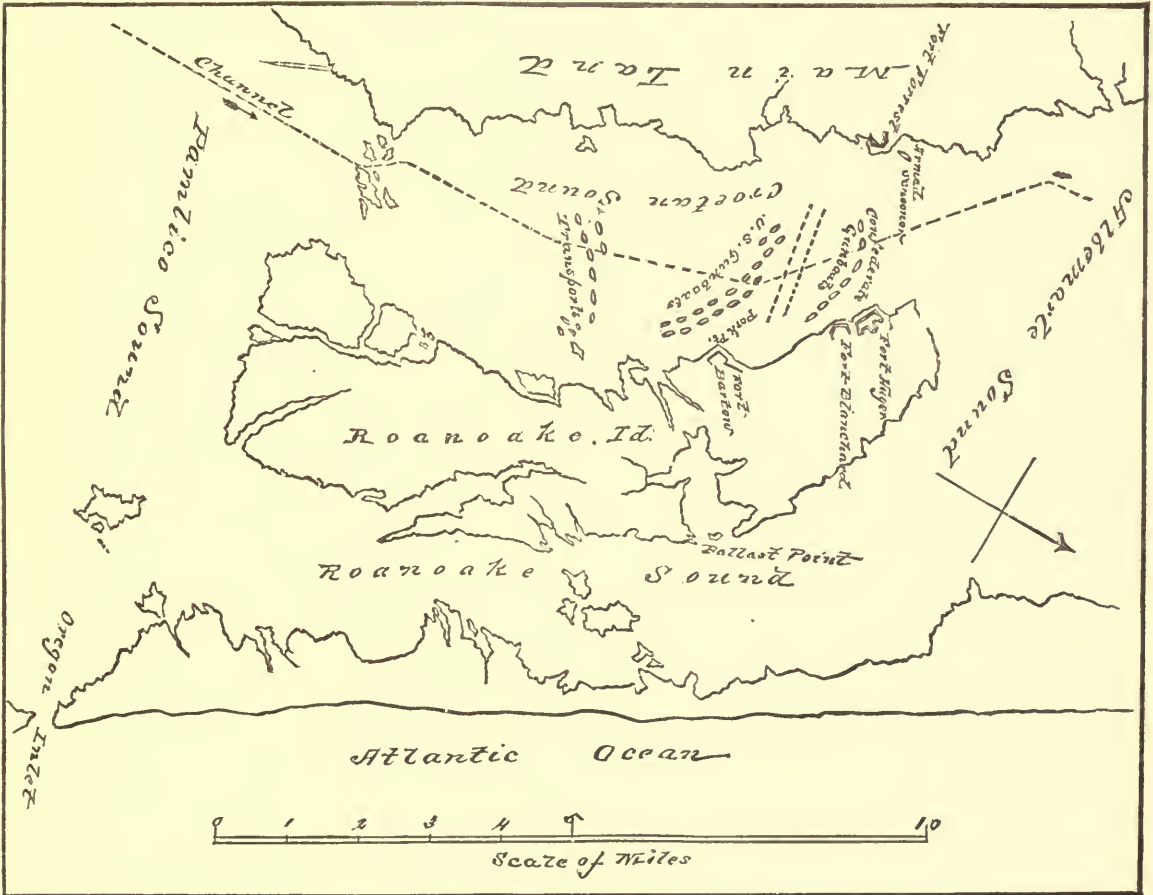 Main Land
Channel
Fort Forrest
Pamlico Sound
Croetan Sound
Transports
U.S. Gunboats
Confederate
Gunboats
Albemarle
Sound
Park Pt.
Fort
Bartow
Fort Huger
Fort Blanchard
Roanoake. Id.
Ballast Point
Roanoake Sound
Oregon Inlet
Atlantic Ocean
0 1 2 3 4 5 10
Scale of Miles